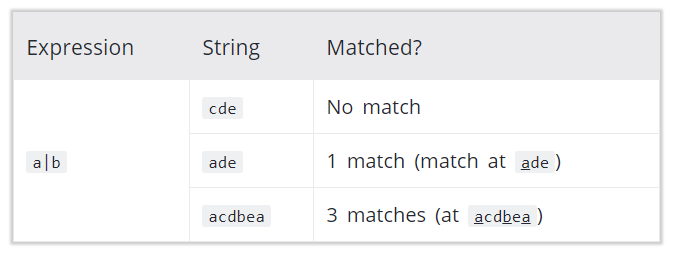 Expression String Matched?
cde No match
a|b ade 1 match (match at ade)
acdbea 3 matches (at acdbea)